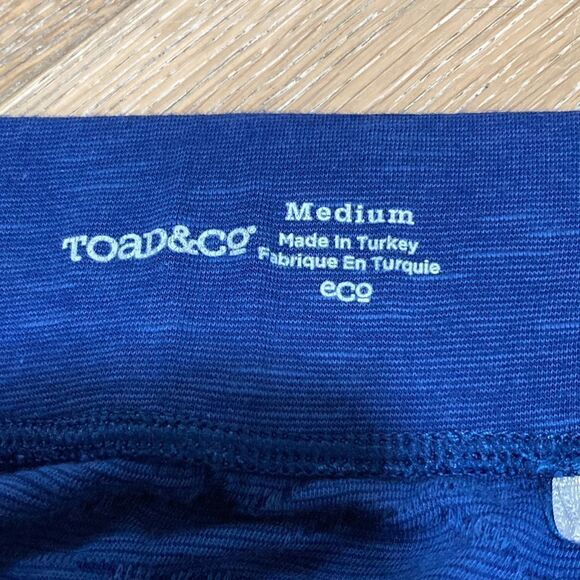 TOAD&CO
Medium
Made In Turkey
Fabrique En Turquie
eco